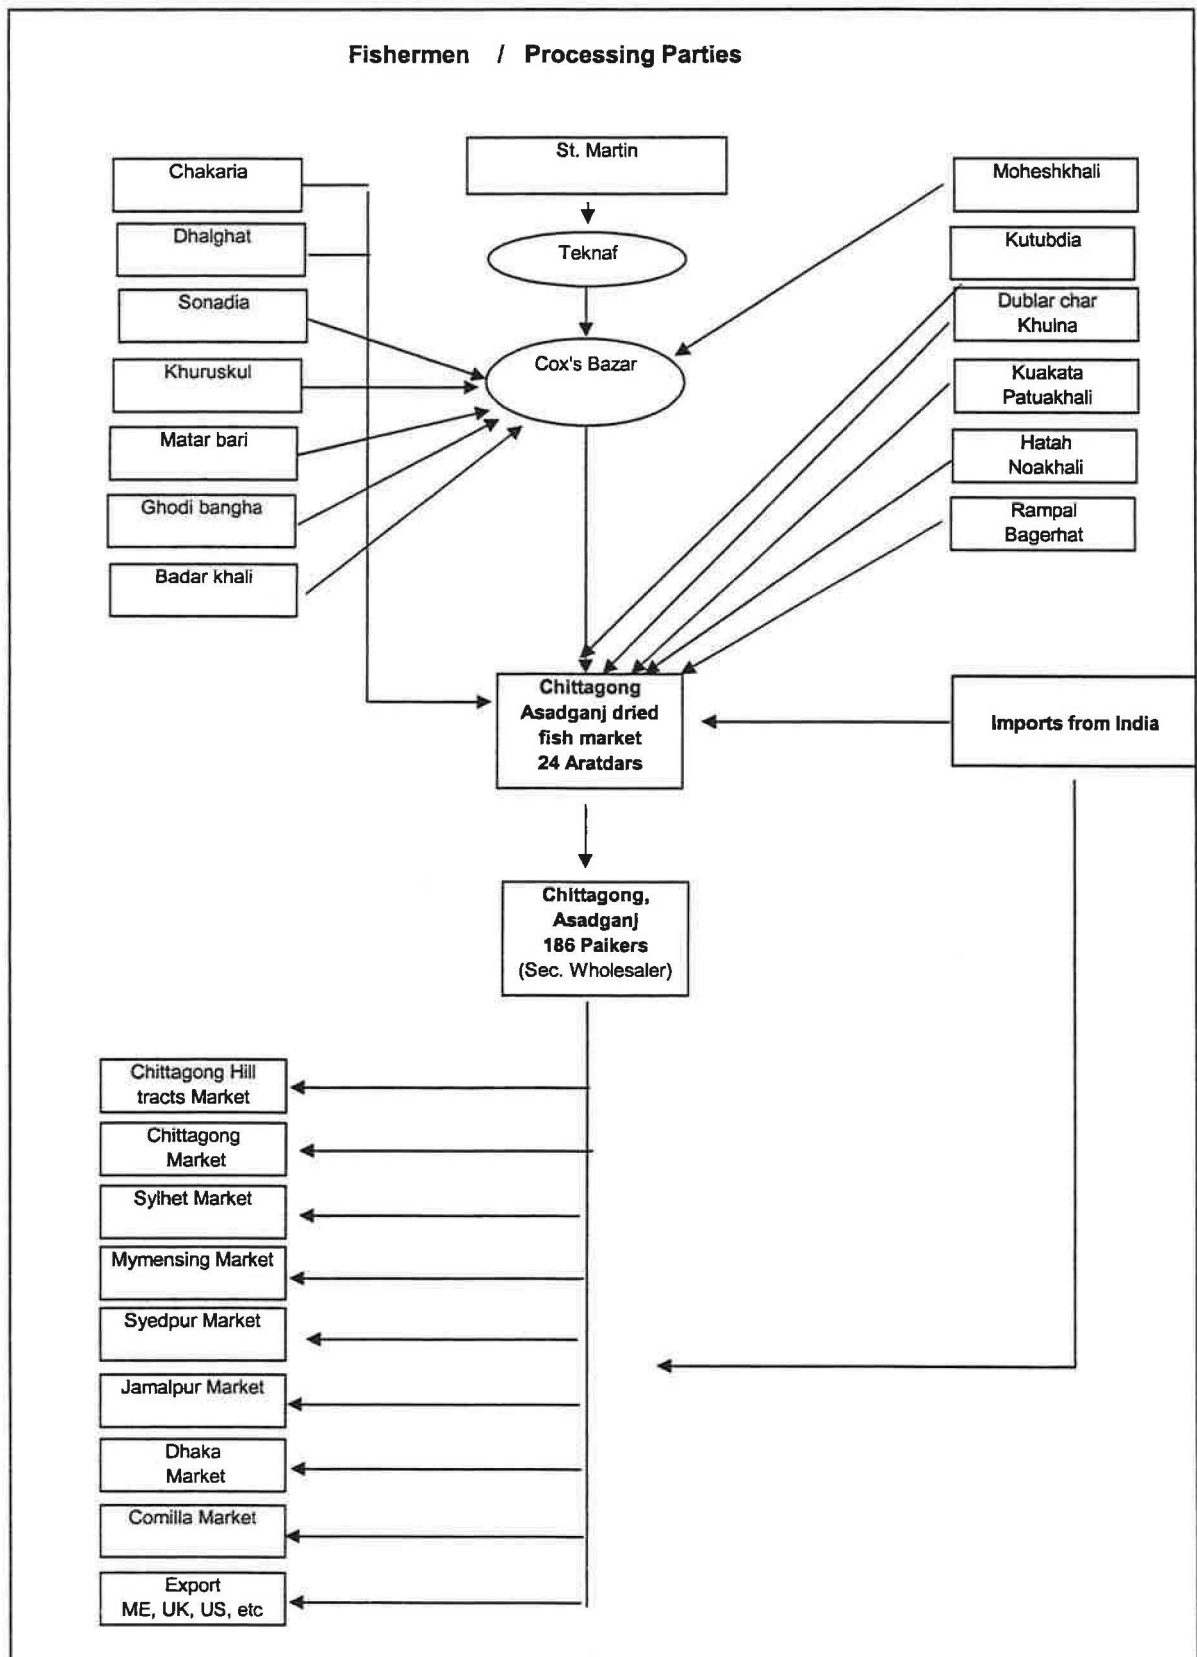 Fishermen / Processing Parties
St. Martin
Teknaf
Cox's Bazar
Chakaria
Dhalghat
Sonadia
Khuruskul
Matar bari
Ghodi bangha
Badar khali
Moheshkhali
Kutubdia
Dublar char
Khulna
Kuakata
Patuakhali
Hatah
Noakhali
Rampal
Bagerhat
Chittagong
Asadganj dried
fish market
24 Aratdars
Imports from India
Chittagong,
Asadganj
186 Paikers
(Sec. Wholesaler)
Chittagong Hill
tracts Market
Chittagong
Market
Sylhet Market
Mymensing Market
Syedpur Market
Jamalpur Market
Dhaka
Market
Comilla Market
Export
ME, UK, US, etc